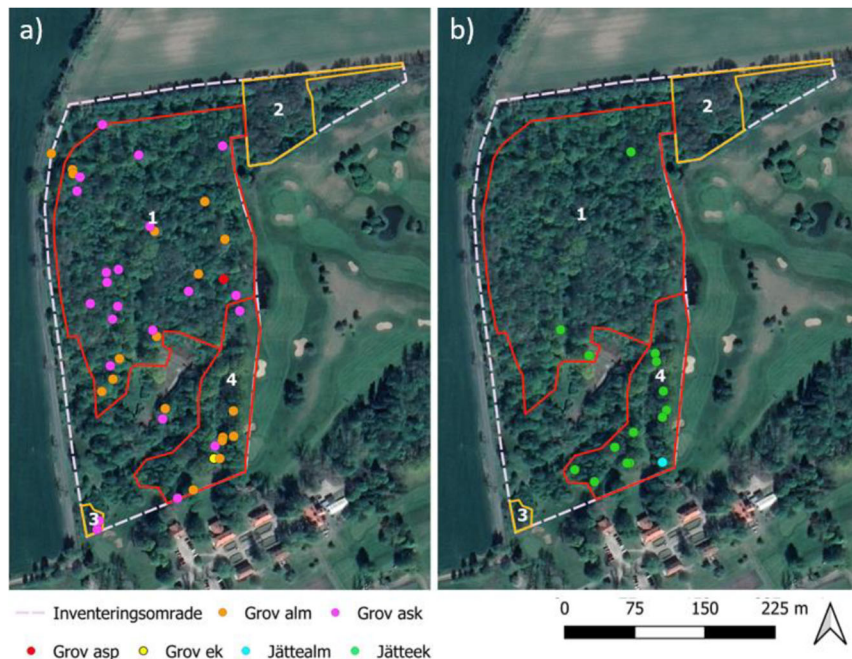 a)
b)
2
2
1
1
4
4
3
3
Inventeringsomrade
Grov alm
Grov ask
Grov asp
Grov ek
Jättealm
Jätteek
0 75 150 225 m